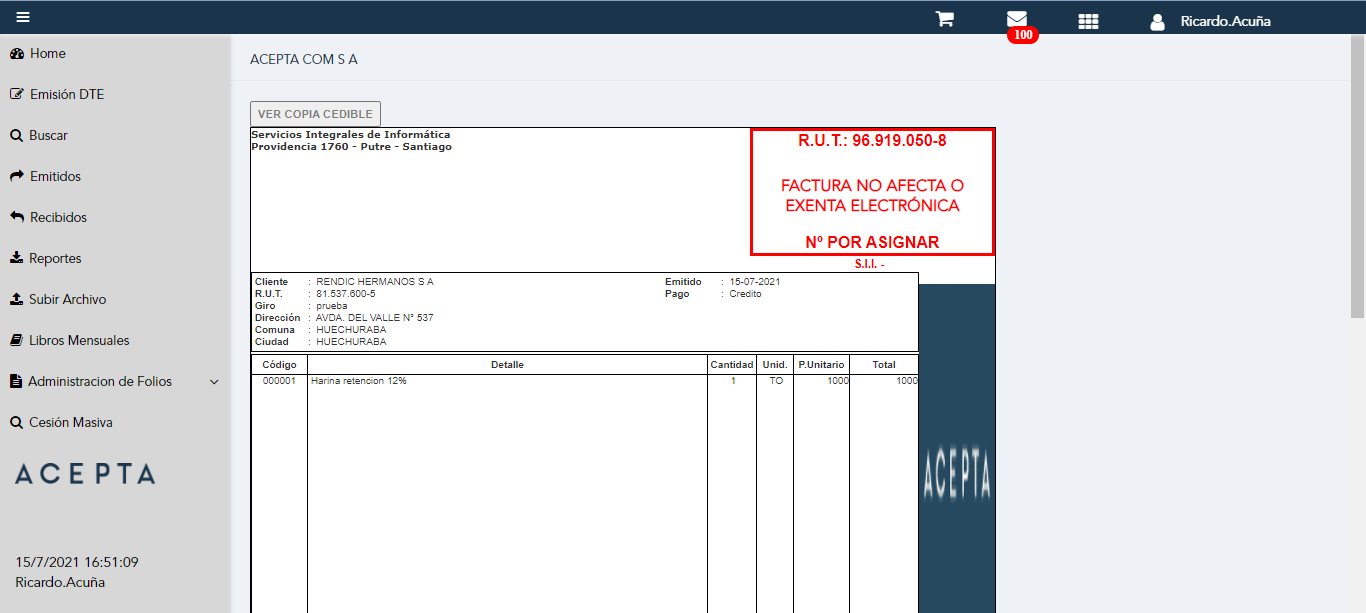 100
Ricardo.Acuña
Home
Emisión DTE
Buscar
Emitidos
Recibidos
Reportes
Subir Archivo
Libros Mensuales
Administracion de Folios
Cesión Masiva
ACEPTA
15/7/2021 16:51:09
Ricardo.Acuña
ACEPTA COM S A
VER COPIA CEDIBLE
Servicios Integrales de Informática
Providencia 1760 - Putre - Santiago
R.U.T.: 96.919.050-8
FACTURA NO AFECTA O
EXENTA ELECTRÓNICA
Nº POR ASIGNAR
S.I.I. -
Cliente : RENDIC HERMANOS S A Emitido : 15-07-2021
R.U.T. : 81.537.600-5 Pago : Credito
Giro : prueba
Dirección : AVDA. DEL VALLE N° 537
Comuna : HUECHURABA
Ciudad : HUECHURABA
Código Detalle Cantidad Unid. P.Unitario Total
000001 Harina retencion 12% 1 TO 1000 1000
ACEPTA